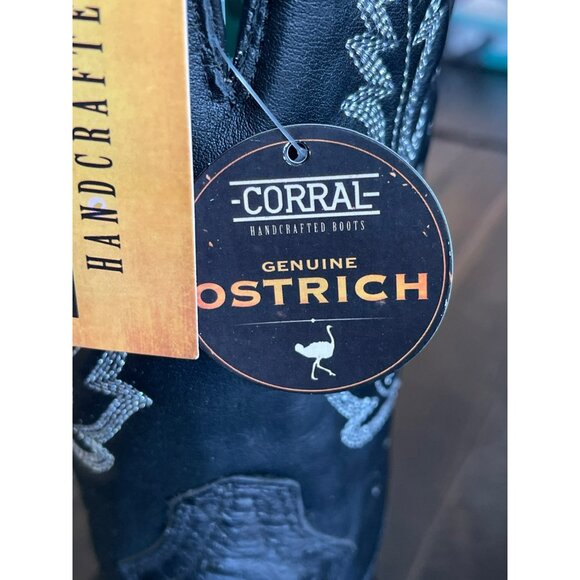 HANDCRAFTE
-CORRAL-
HANDCRAFTED BOOTS
GENUINE
OSTRICH